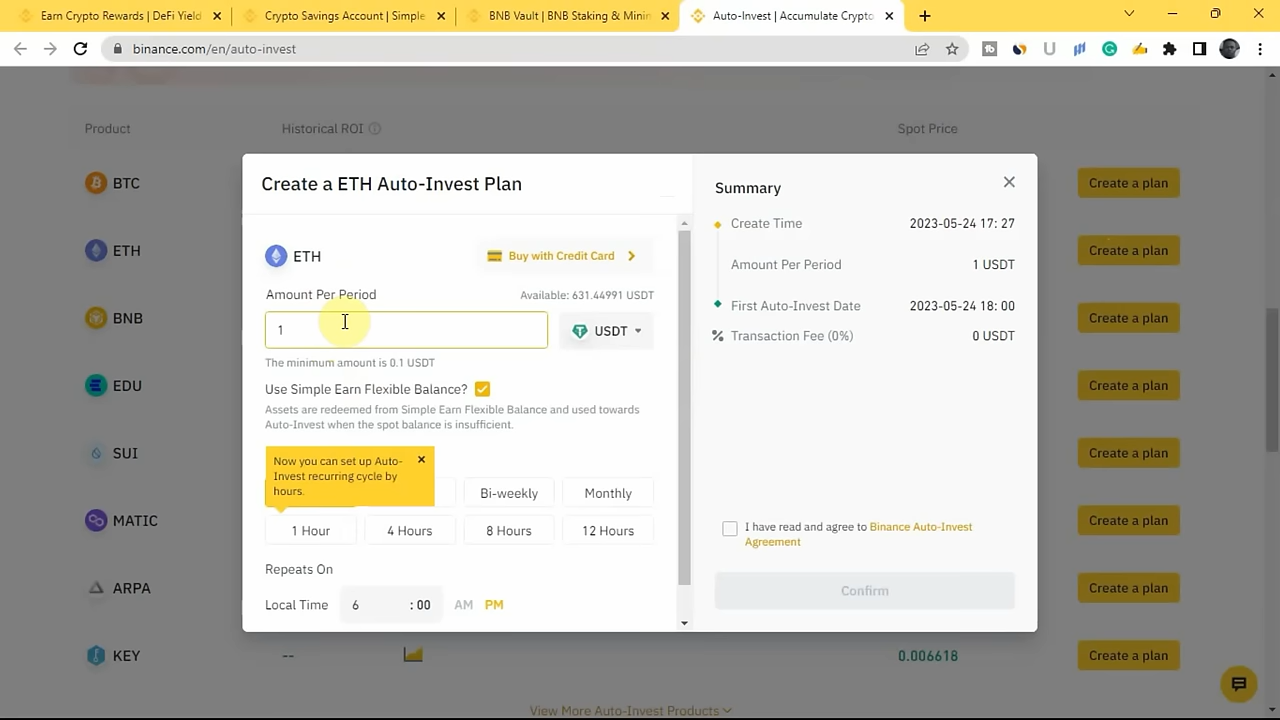 Earn Crypto Rewards | DeFi Yield
Crypto Savings Account | Simple
BNB Vault | BNB Staking & Minin
Auto-Invest | Accumulate Crypto
binance.com/en/auto-invest
Product
Historical ROI
Spot Price
BTC
Create a plan
ETH
Create a plan
BNB
Create a plan
EDU
Create a plan
SUI
Create a plan
MATIC
Create a plan
ARPA
Create a plan
KEY
--
0.006618
Create a plan
View More Auto-Invest Products
Create a ETH Auto-Invest Plan
ETH
Buy with Credit Card
Amount Per Period
Available: 631.44991 USDT
1
USDT
The minimum amount is 0.1 USDT
Use Simple Earn Flexible Balance?
Assets are redeemed from Simple Earn Flexible Balance and used towards
Auto-Invest when the spot balance is insufficient.
Now you can set up Auto-
Invest recurring cycle by
hours.
Bi-weekly
Monthly
1 Hour
4 Hours
8 Hours
12 Hours
Repeats On
Local Time
6
: 00
AM
PM
Summary
Create Time
2023-05-24 17: 27
Amount Per Period
1 USDT
First Auto-Invest Date
2023-05-24 18: 00
Transaction Fee (0%)
0 USDT
I have read and agree to Binance Auto-Invest
Agreement
Confirm